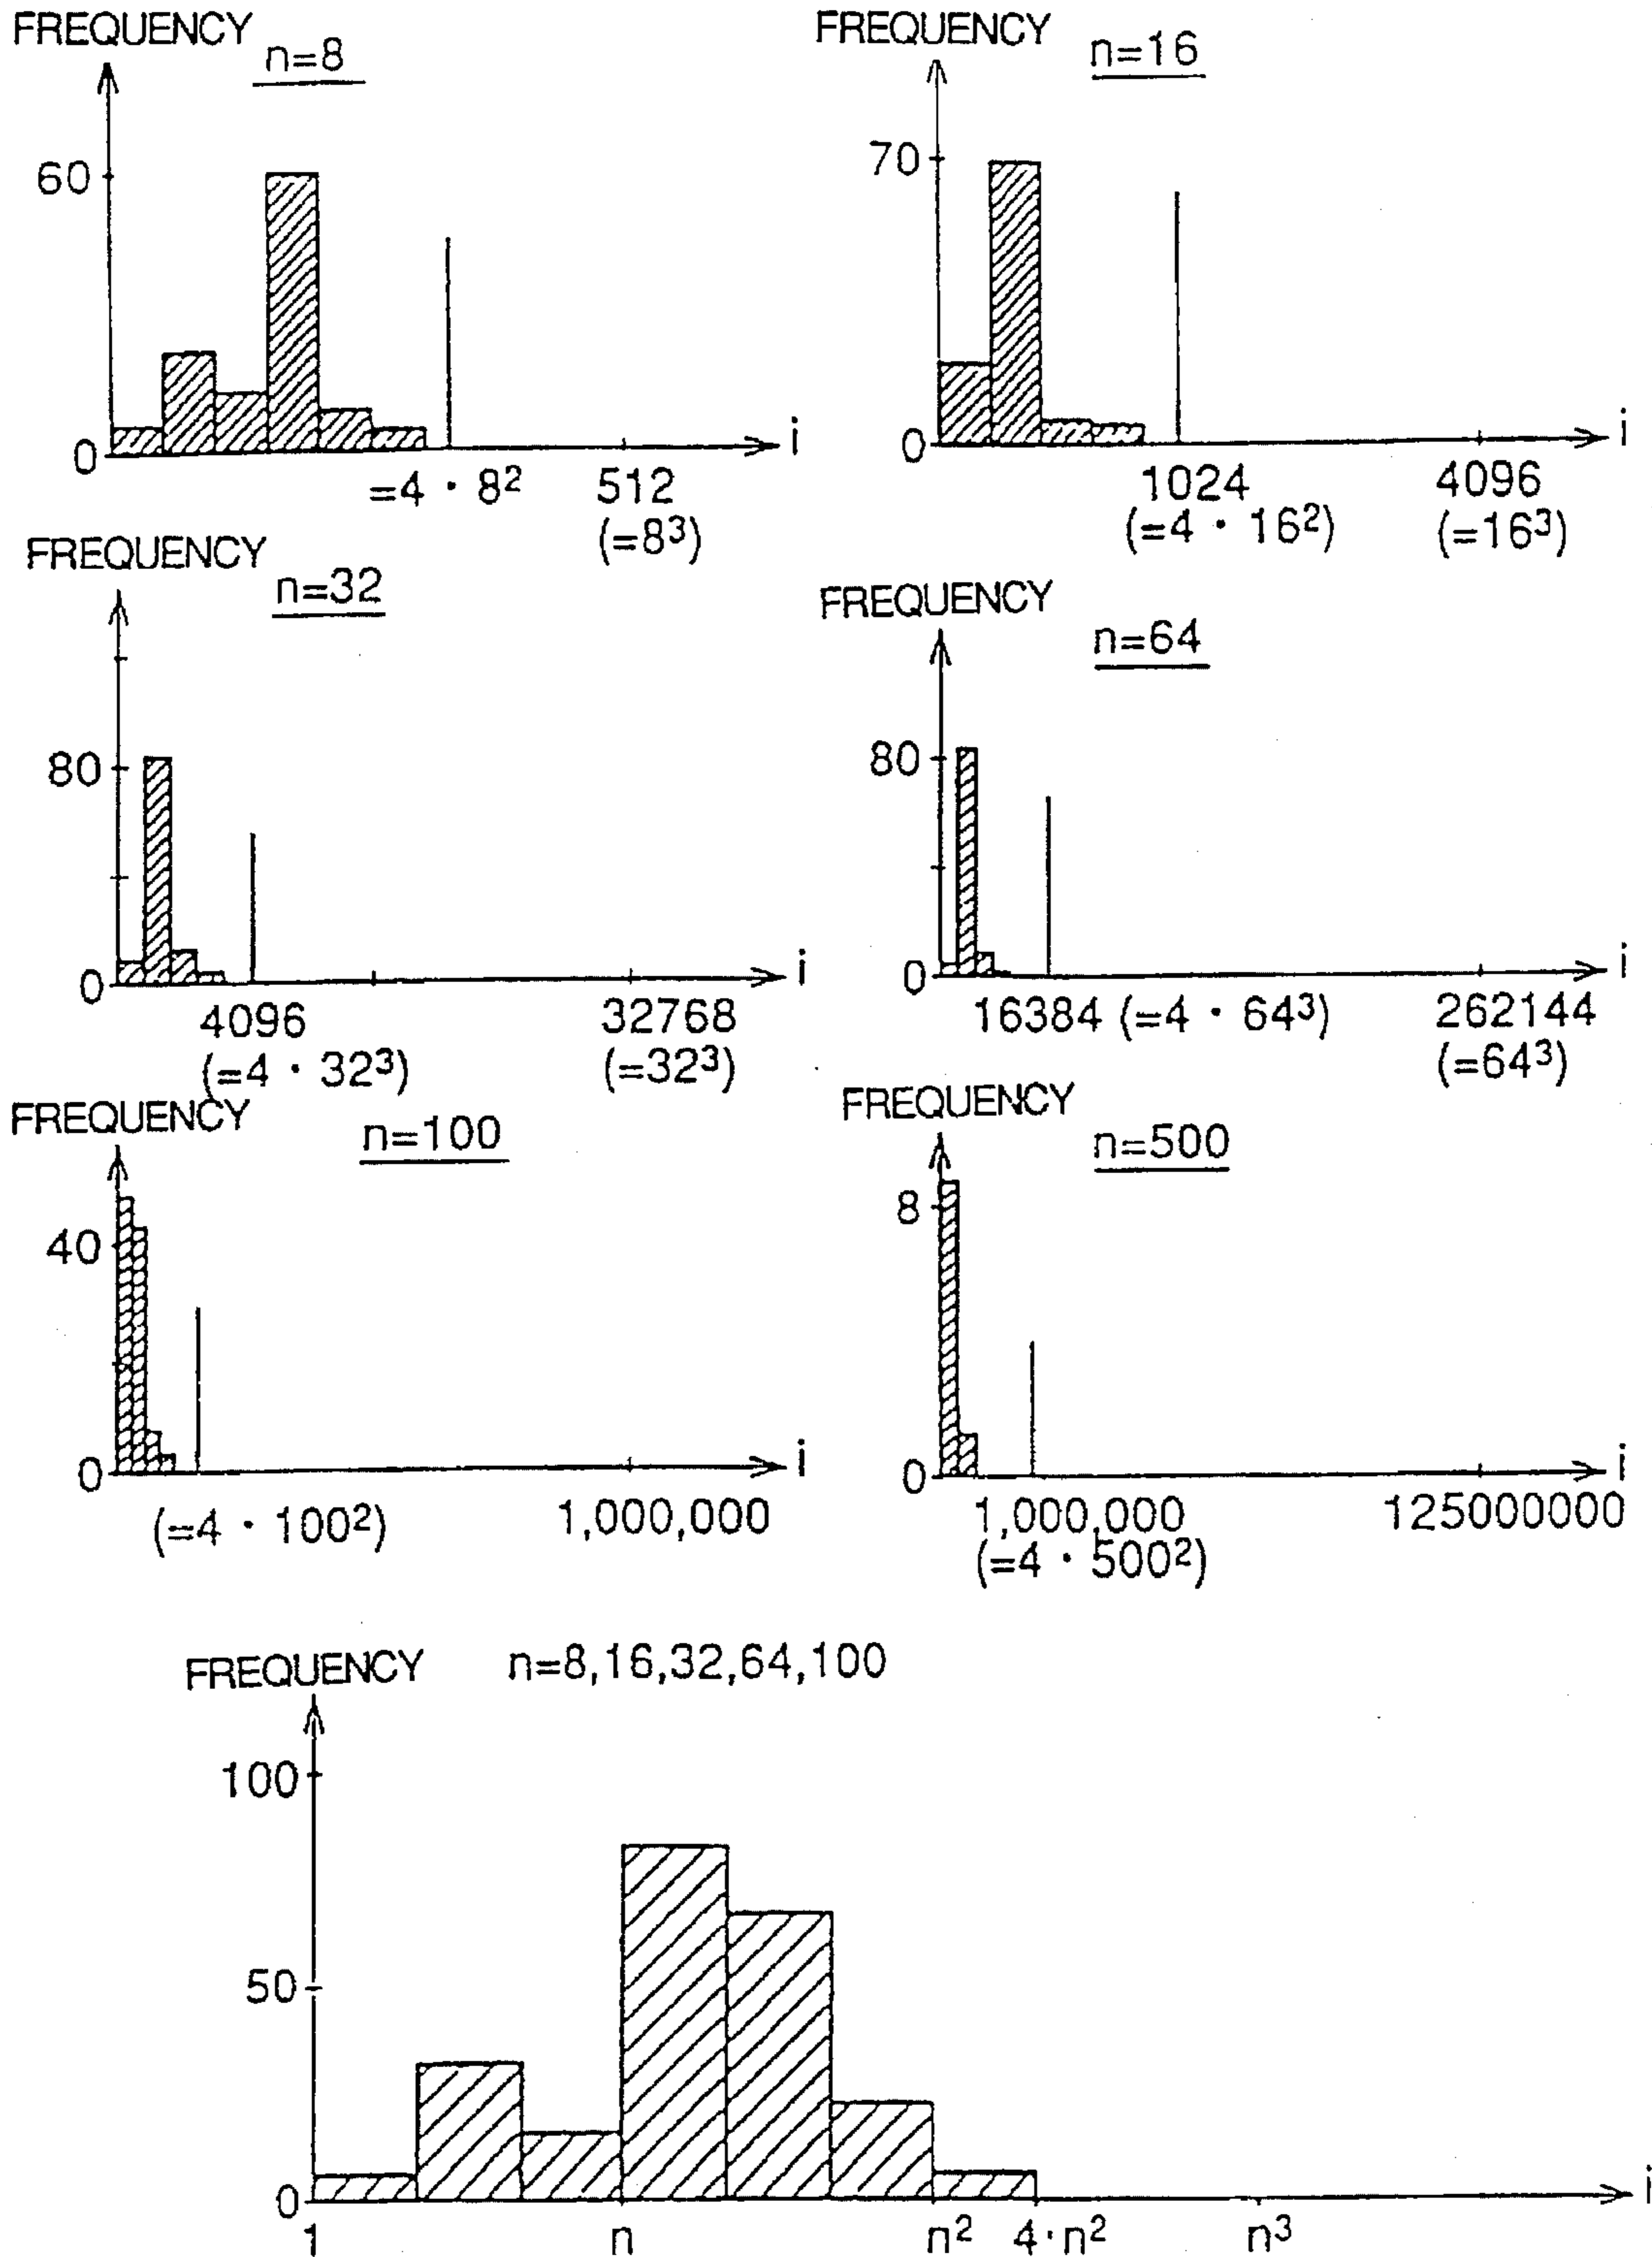 FREQUENCY
n=8
60
0
i
=4 · 8²
512
(=8³)
FREQUENCY
n=16
70
0
i
1024
(=4 · 16²)
4096
(=16³)
FREQUENCY
n=32
80
0
i
4096
(=4 · 32³)
32768
(=32³)
FREQUENCY
n=64
80
0
i
16384 (=4 · 64³)
262144
(=64³)
FREQUENCY
n=100
40
0
i
(=4 · 100²)
1,000,000
FREQUENCY
n=500
8
0
i
1,000,000
(=4 · 500²)
125000000
FREQUENCY
n=8,16,32,64,100
100
50
0
i
1 n n² 4·n² n³